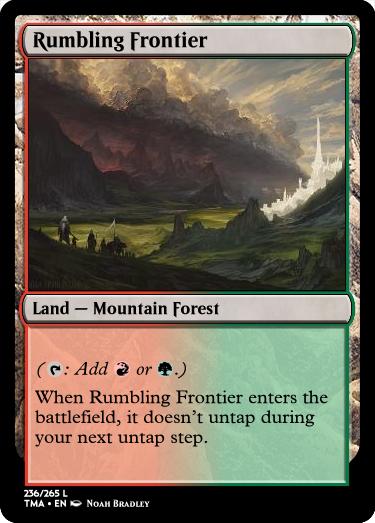 Rumbling Frontier
Land — Mountain Forest
( : Add or .)
When Rumbling Frontier enters the
battlefield, it doesn't untap during
your next untap step.
236/265 L
TMA • EN Noah Bradley